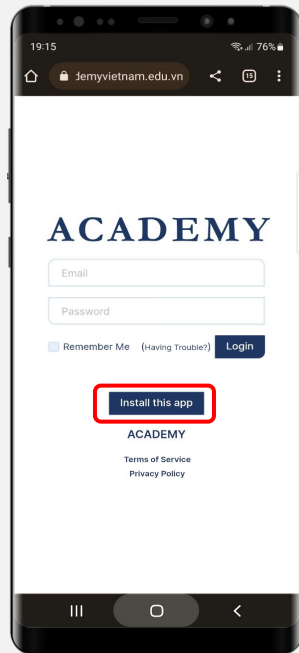 19:15 76%
demyvietnam.edu.vn 15
ACADEMY
Email
Password
Remember Me (Having Trouble?) Login
Install this app
ACADEMY
Terms of Service
Privacy Policy